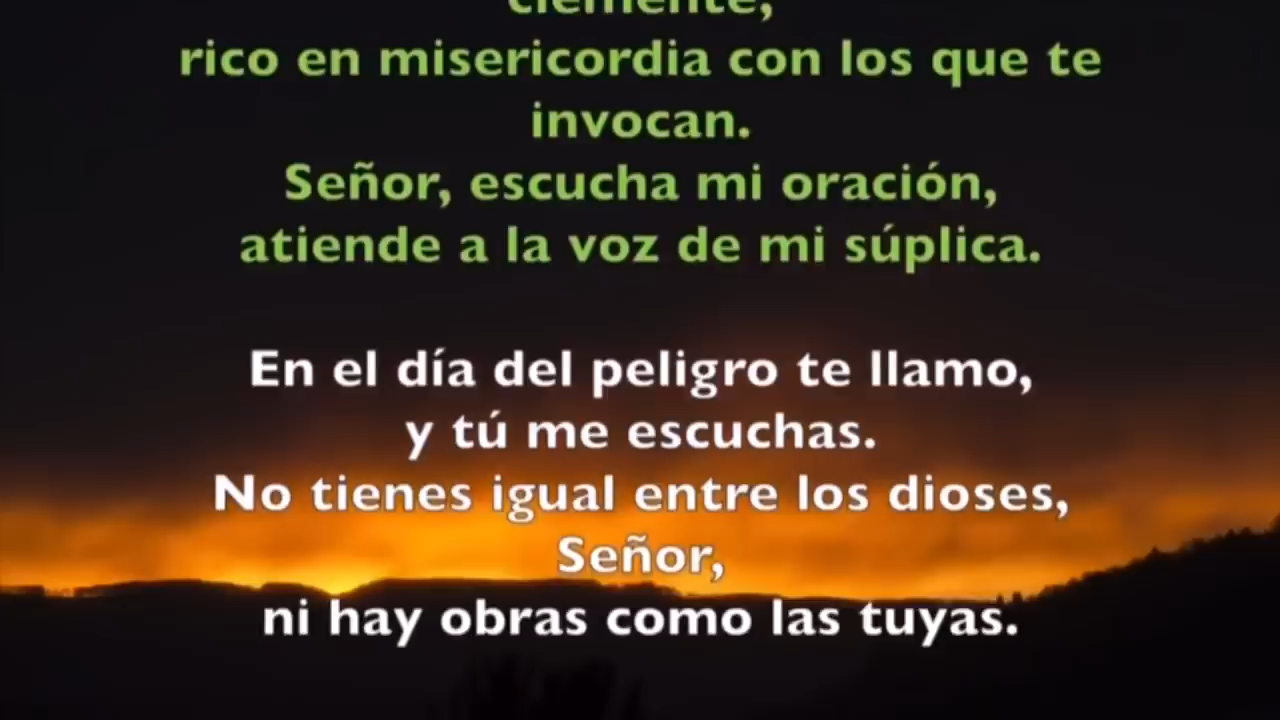 clemente,
rico en misericordia con los que te
invocan.
Señor, escucha mi oración,
atiende a la voz de mi súplica.
En el día del peligro te llamo,
y tú me escuchas.
No tienes igual entre los dioses,
Señor,
ni hay obras como las tuyas.